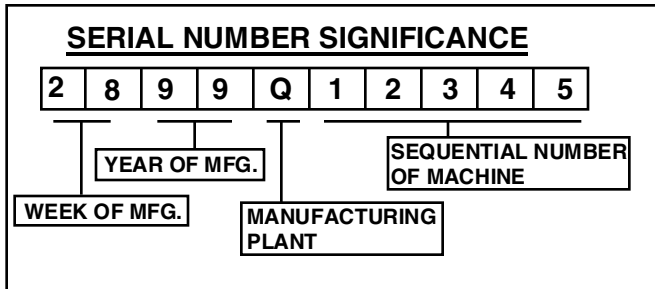 SERIAL NUMBER SIGNIFICANCE
2 8 9 9 Q 1 2 3 4 5
YEAR OF MFG.
SEQUENTIAL NUMBER
OF MACHINE
WEEK OF MFG.
MANUFACTURING
PLANT